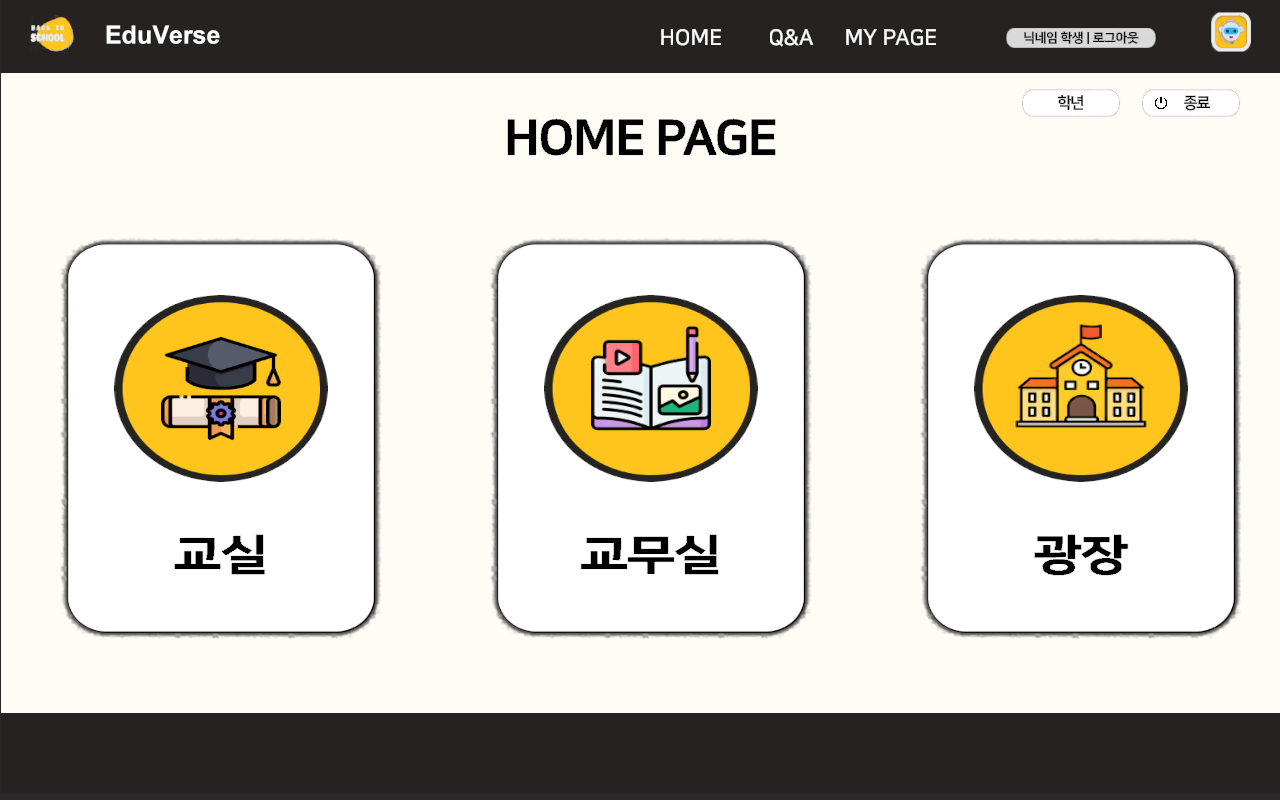 BACK TO
SCHOOL
EduVerse
HOME
Q&A
MY PAGE
닉네임 학생 | 로그아웃
학년
종료
HOME PAGE
교실
교무실
광장